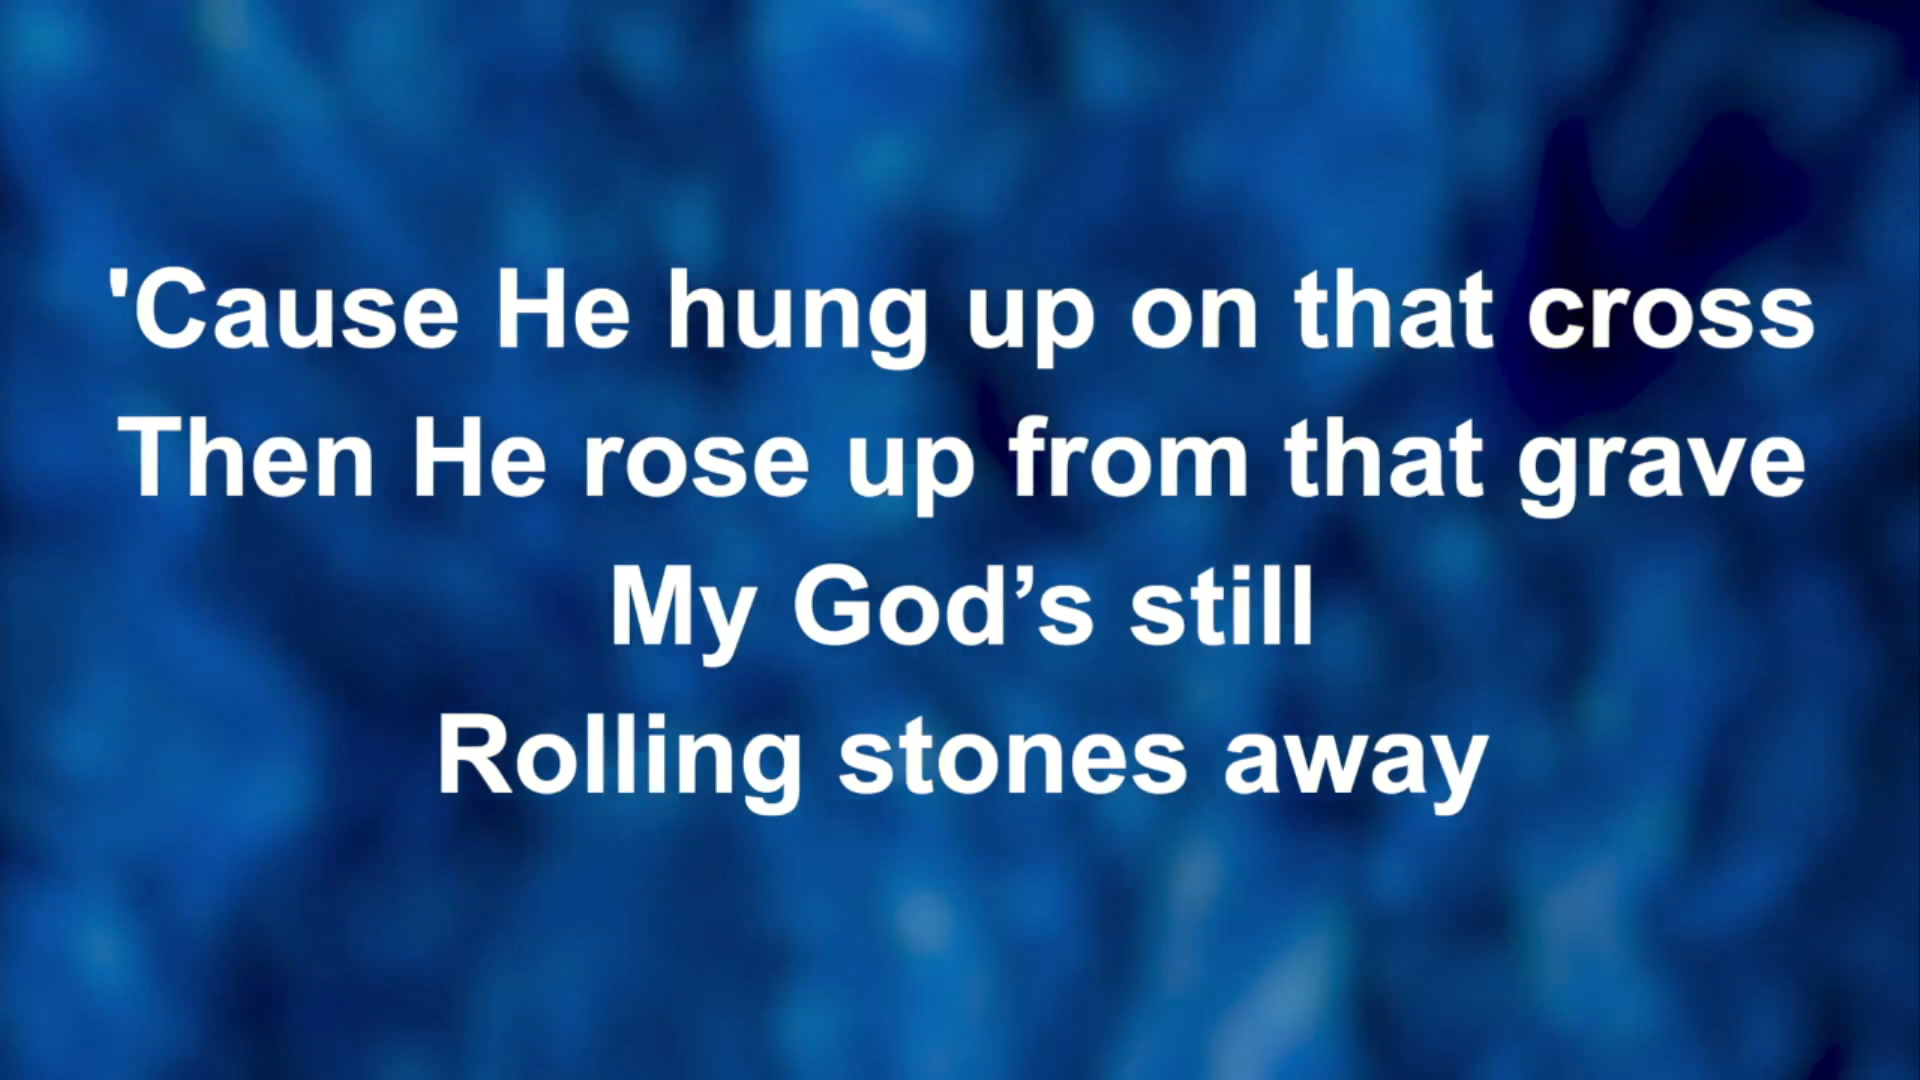 'Cause He hung up on that cross
Then He rose up from that grave
My God’s still
Rolling stones away